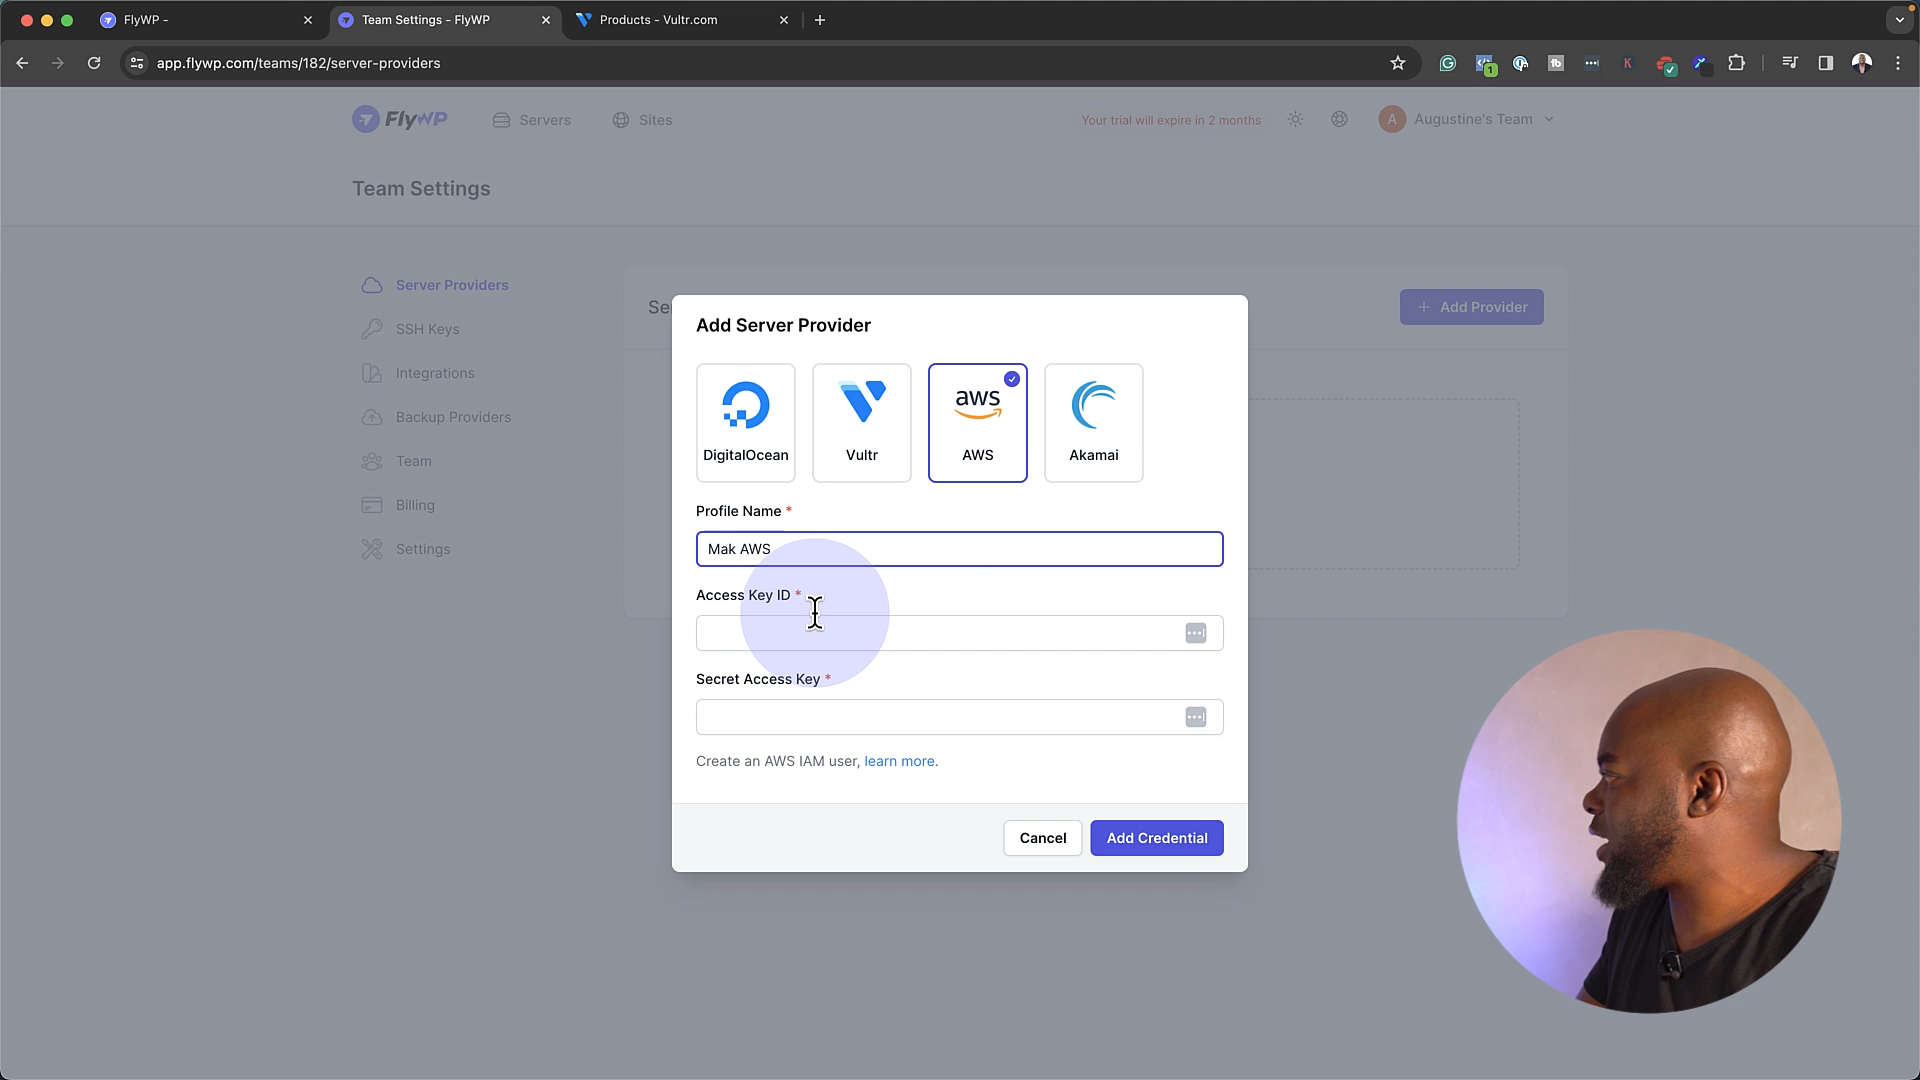 FlyWP -
Team Settings - FlyWP
Products - Vultr.com
app.flywp.com/teams/182/server-providers
1
tb
K
FlyWP
Servers
Sites
Your trial will expire in 2 months
A
Augustine's Team
Team Settings
Server Providers
SSH Keys
Integrations
Backup Providers
Team
Billing
Settings
Se
+ Add Provider
Add Server Provider
DigitalOcean
Vultr
aws
AWS
Akamai
Profile Name *
Mak AWS
Access Key ID *
Secret Access Key *
Create an AWS IAM user, learn more.
Cancel
Add Credential